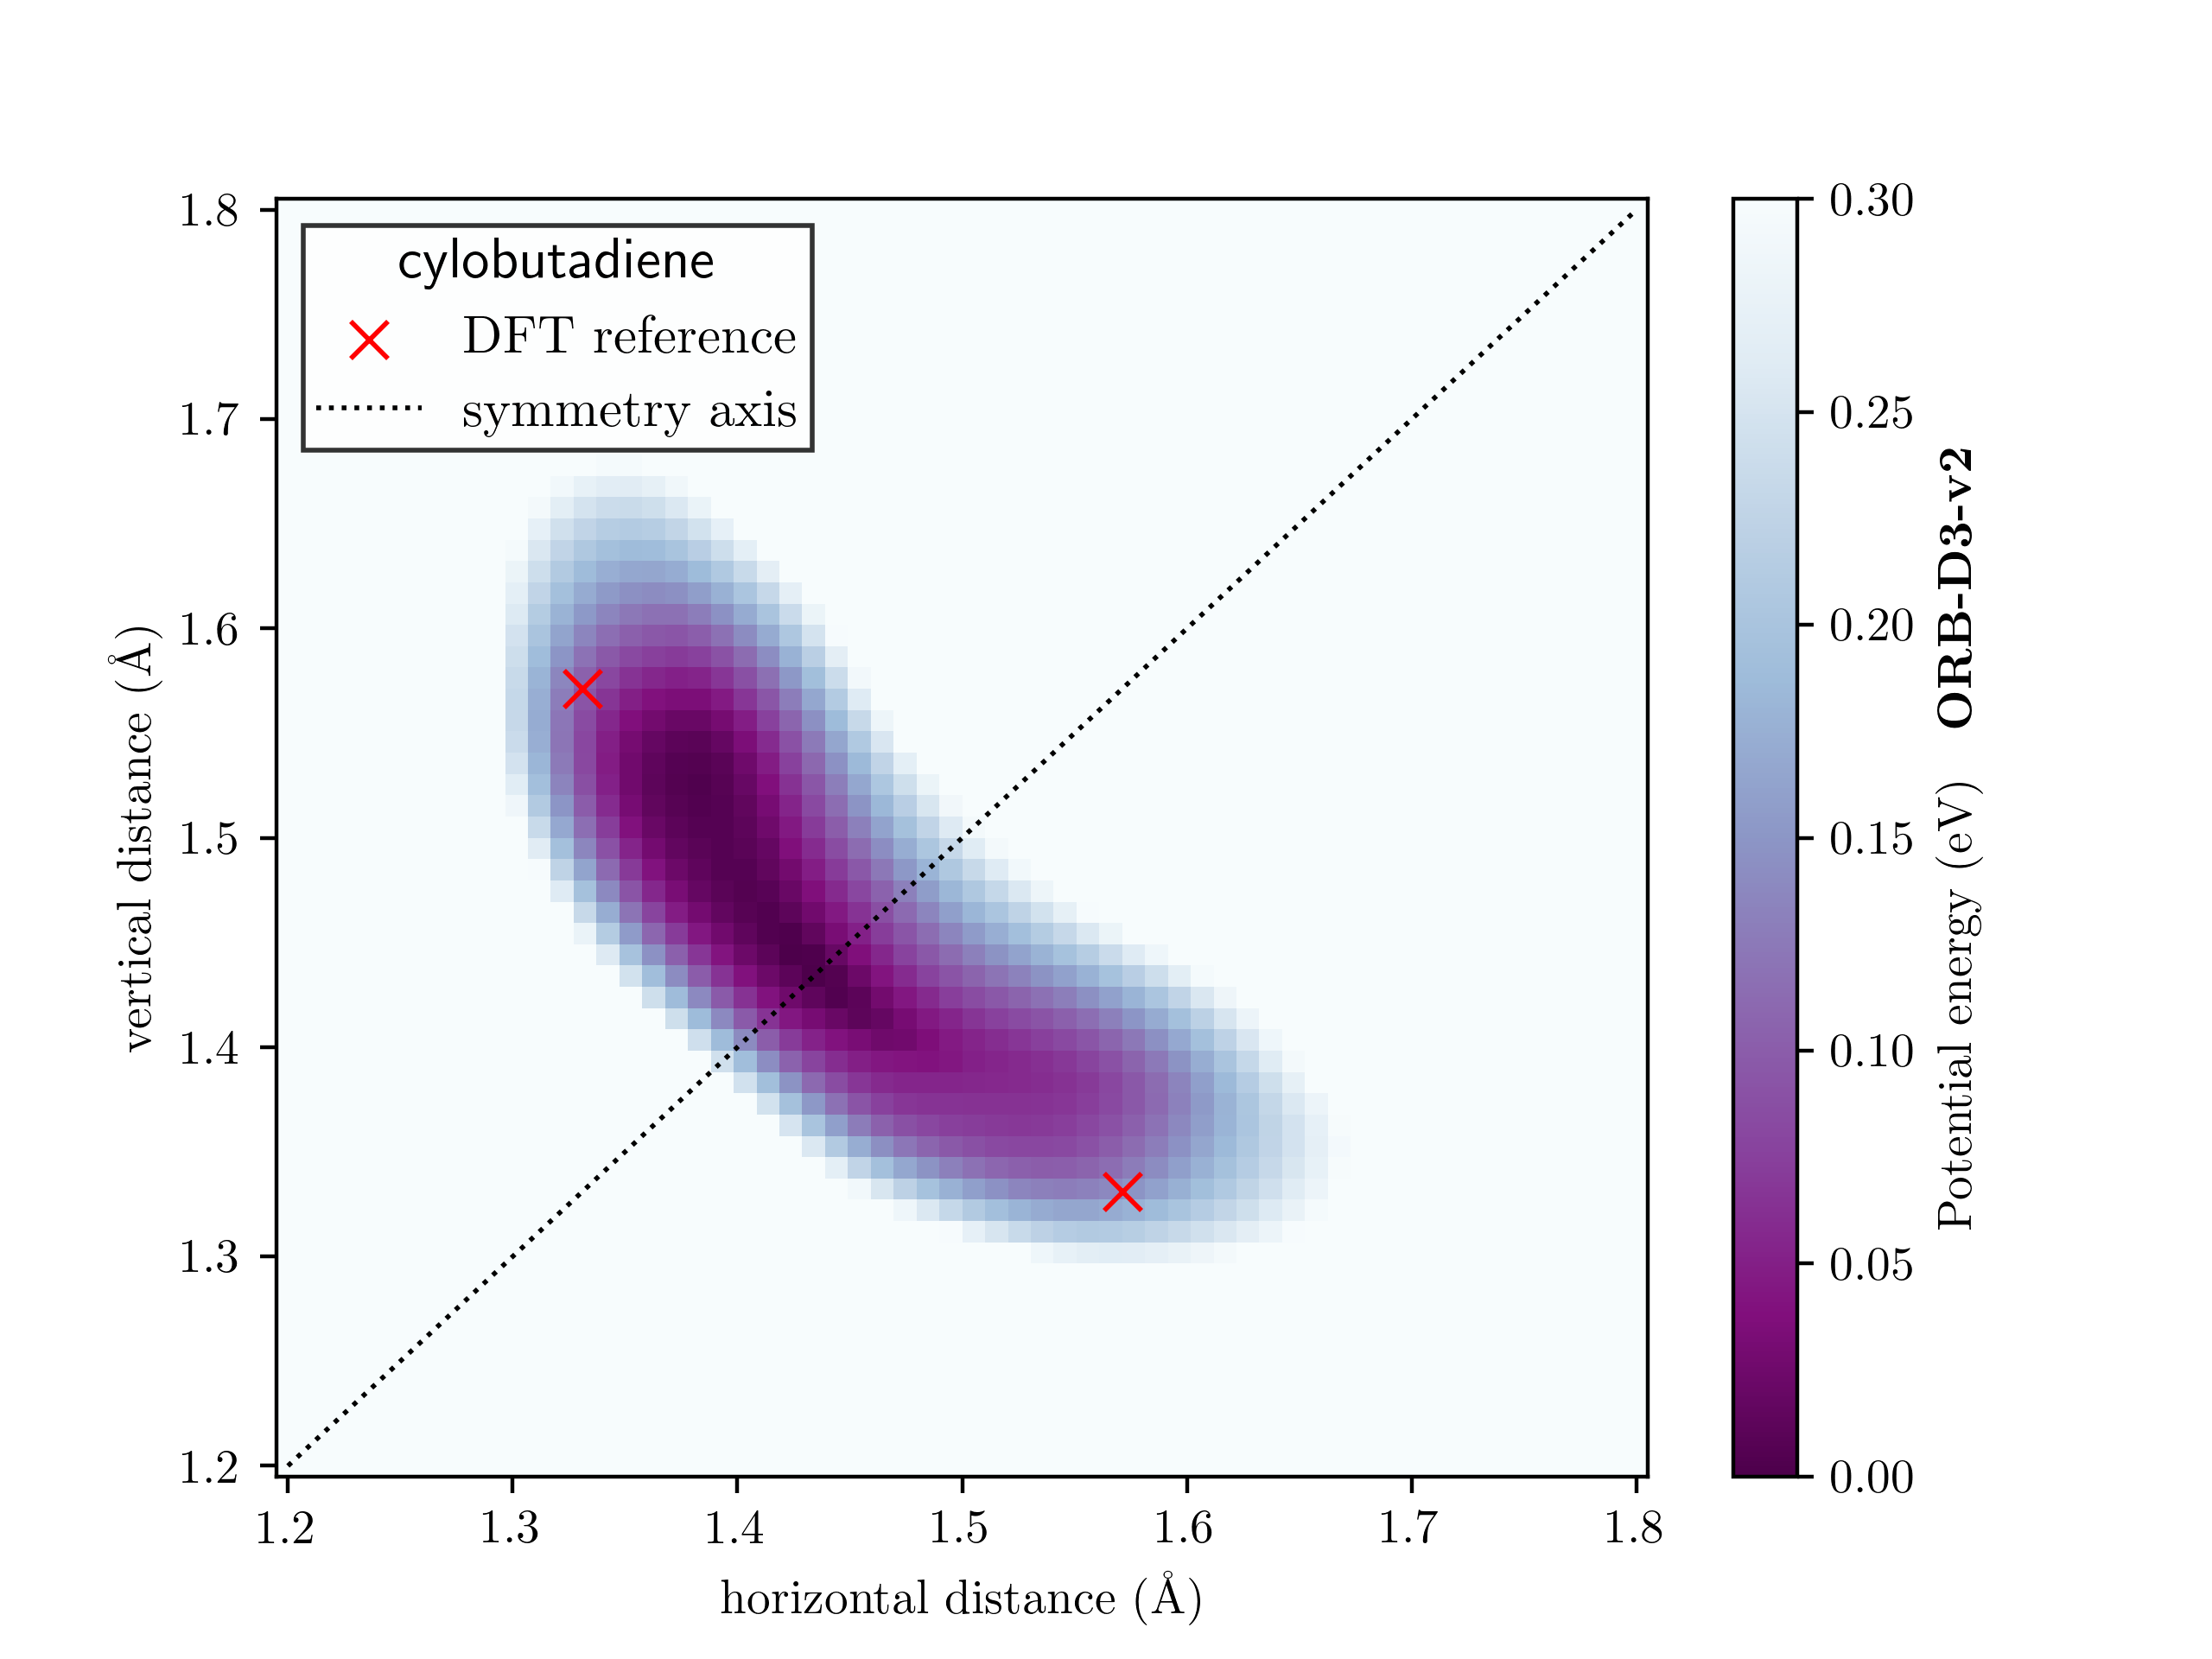 cylobutadiene
DFT reference
symmetry axis
1.8
1.7
1.6
1.5
1.4
1.3
1.2
vertical distance (Å)
1.2 1.3 1.4 1.5 1.6 1.7 1.8
horizontal distance (Å)
0.30
0.25
0.20
0.15
0.10
0.05
0.00
Potential energy (eV) ORB-D3-v2